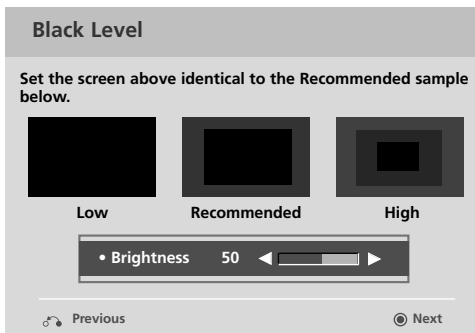 Black Level
Set the screen above identical to the Recommended sample
below.
Low Recommended High
• Brightness 50
Previous Next